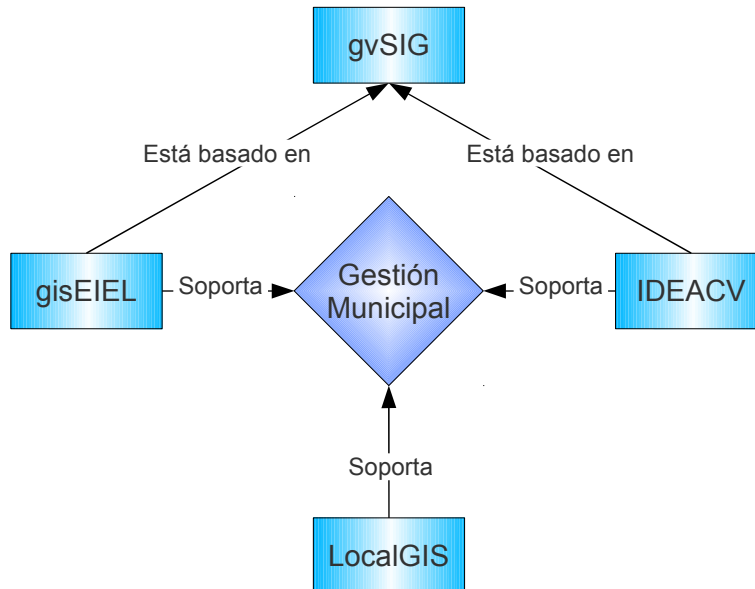 gvSIG
Está basado en
Está basado en
gisEIEL
Soporta
Gestión
Municipal
Soporta
IDEACV
Soporta
LocalGIS